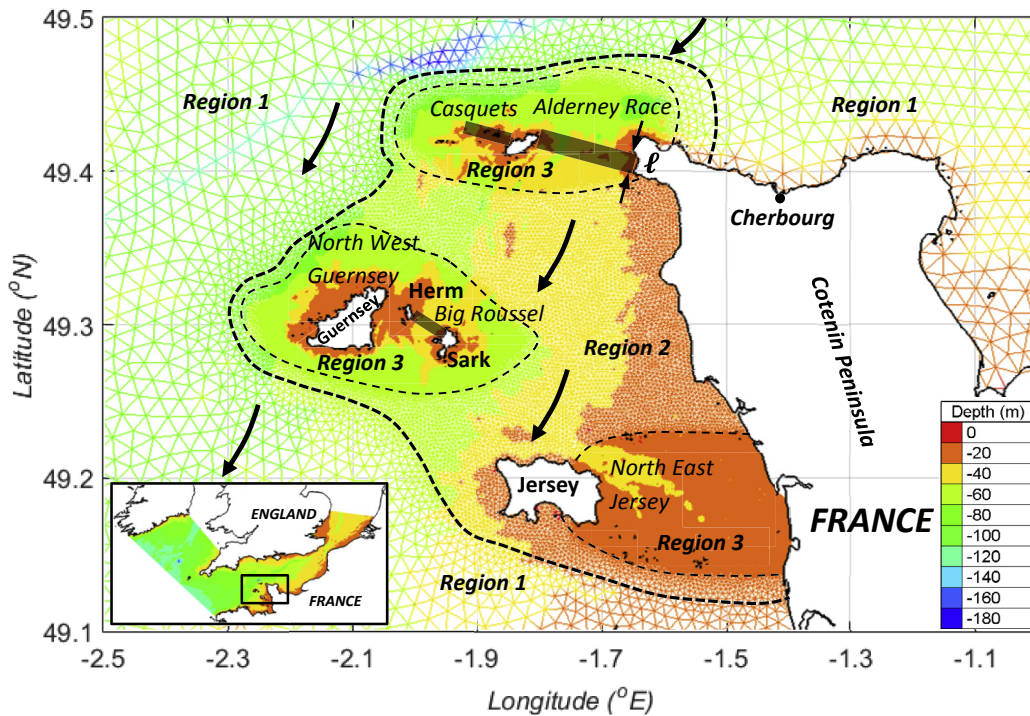 49.5
49.4
49.3
49.2
49.1
Latitude (°N)
-2.5
-2.3
-2.1
-1.9
-1.7
-1.5
-1.3
-1.1
Longitude (°E)
Region 1
Casquets
Alderney Race
Region 1
Region 3
ℓ
Cherbourg
North West
Guernsey
Herm
Big Roussel
Guernsey
Sark
Region 3
Region 2
Cotenin Peninsula
North East
Jersey
Jersey
Region 3
FRANCE
Region 1
ENGLAND
FRANCE
Depth (m)
0
-20
-40
-60
-80
-100
-120
-140
-160
-180